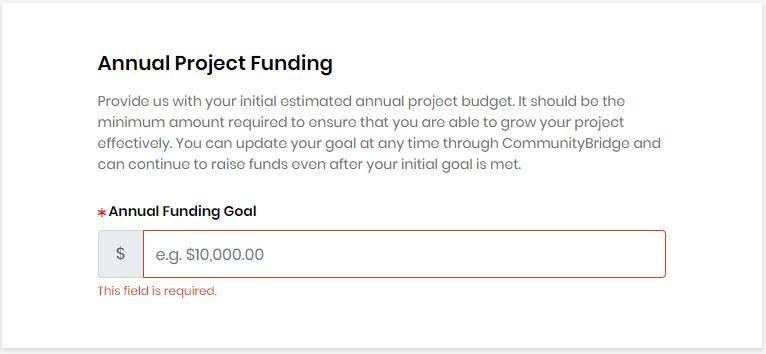 Annual Project Funding
Provide us with your initial estimated annual project budget. It should be the
minimum amount required to ensure that you are able to grow your project
effectively. You can update your goal at any time through CommunityBridge and
can continue to raise funds even after your initial goal is met.
* Annual Funding Goal
$ e.g. $10,000.00
This field is required.